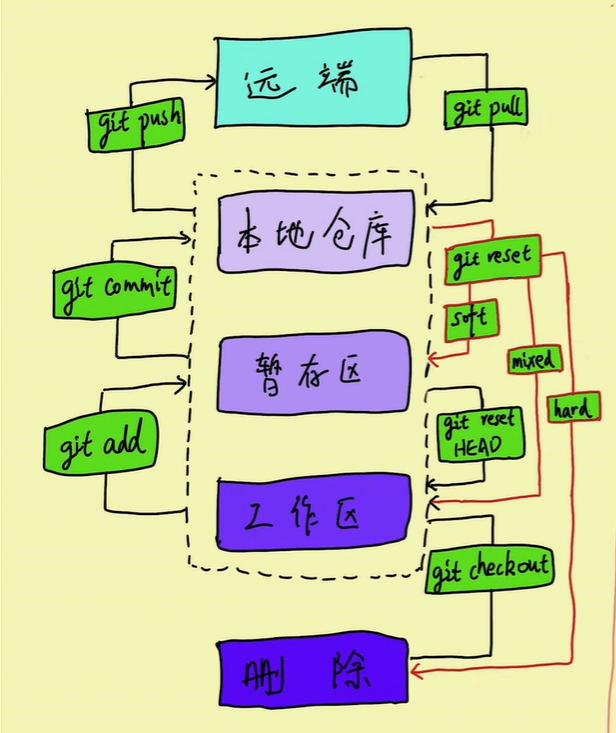 远端
git push
git pull
本地仓库
git reset
git commit
soft
暂存区
mixed
hard
git add
git reset
HEAD
工作区
git checkout
删除